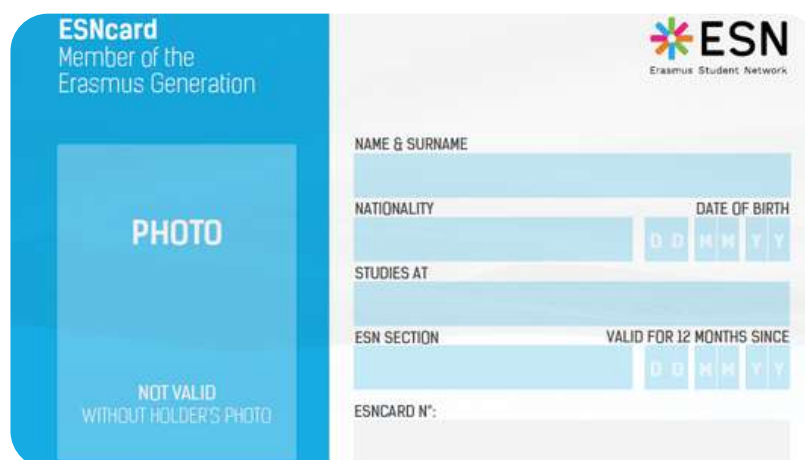 ESNcard
Member of the
Erasmus Generation
ESN
Erasmus Student Network
PHOTO
NOT VALID
WITHOUT HOLDER'S PHOTO
NAME & SURNAME
NATIONALITY
DATE OF BIRTH
D D M M Y Y
STUDIES AT
ESN SECTION
VALID FOR 12 MONTHS SINCE
D D M M Y Y
ESNCARD N°: